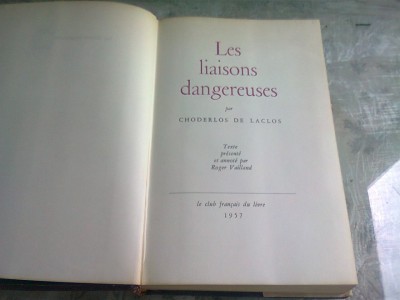 Les
liaisons
dangereuses
par
CHODERLOS DE LACLOS
Texte
présenté
et annoté par
Roger Vailland
le club français du livre
1957